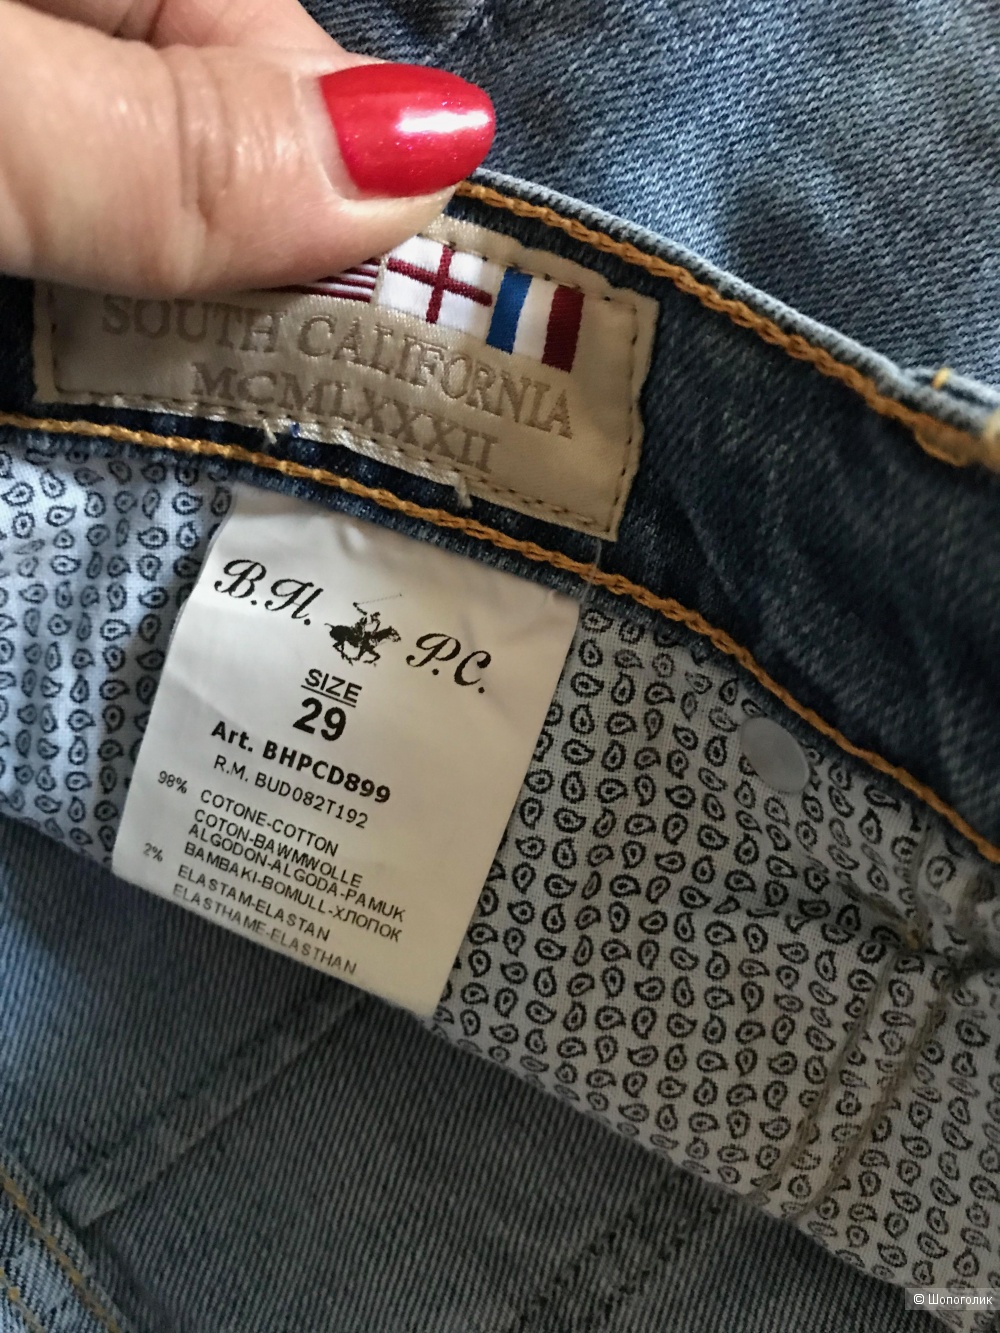 SOUTH CALIFORNIA
MCMLXXXII
B.H. P.C.
SIZE
29
Art. BHPCD899
R.M. BUD082T192
98% COTONE-COTTON
COTON-BAWMWOLLE
ALGODON-ALGODA-PAMUK
BAMBAKI-BOMULL-ХЛОПОК
2% ELASTAM-ELASTAN
ELASTHAME-ELASTHAN
© Шопоголик